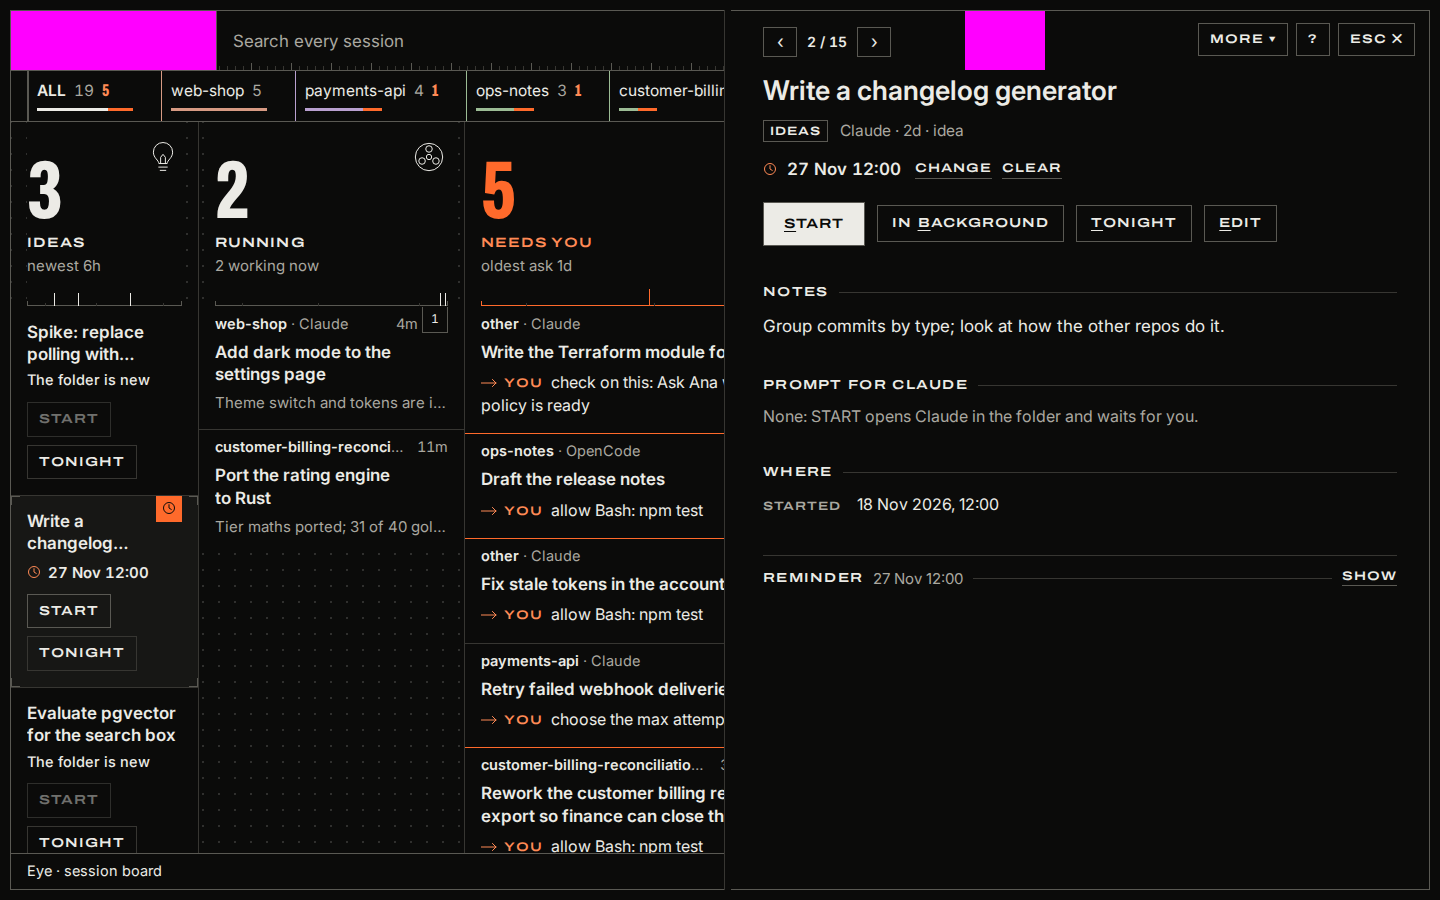 Search every session
ALL 19 5
web-shop 5
payments-api 4 1
ops-notes 3 1
customer-billin
3
IDEAS
newest 6h
Spike: replace
polling with...
The folder is new
START
TONIGHT
Write a
changelog...
27 Nov 12:00
START
TONIGHT
Evaluate pgvector
for the search box
The folder is new
START
TONIGHT
2
RUNNING
2 working now
web-shop · Claude 4m 1
Add dark mode to the
settings page
Theme switch and tokens are i...
customer-billing-reconci... 11m
Port the rating engine
to Rust
Tier maths ported; 31 of 40 gol...
5
NEEDS YOU
oldest ask 1d
other · Claude
Write the Terraform module fo
→ YOU check on this: Ask Ana
policy is ready
ops-notes · OpenCode
Draft the release notes
→ YOU allow Bash: npm test
other · Claude
Fix stale tokens in the account
→ YOU allow Bash: npm test
payments-api · Claude
Retry failed webhook deliverie
→ YOU choose the max attemp
customer-billing-reconciliatio...
Rework the customer billing re
export so finance can close th
→ YOU allow Bash: npm test
Eye · session board
‹ 2 / 15 ›
MORE ▾ ? ESC ✕
Write a changelog generator
IDEAS Claude · 2d · idea
27 Nov 12:00 CHANGE CLEAR
START IN BACKGROUND TONIGHT EDIT
NOTES
Group commits by type; look at how the other repos do it.
PROMPT FOR CLAUDE
None: START opens Claude in the folder and waits for you.
WHERE
STARTED 18 Nov 2026, 12:00
REMINDER 27 Nov 12:00 SHOW